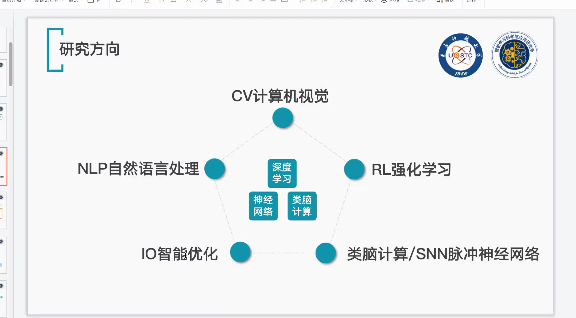 研究方向
CV计算机视觉
NLP自然语言处理
RL强化学习
深度
学习
神经
网络
类脑
计算
IO智能优化
类脑计算/SNN脉冲神经网络